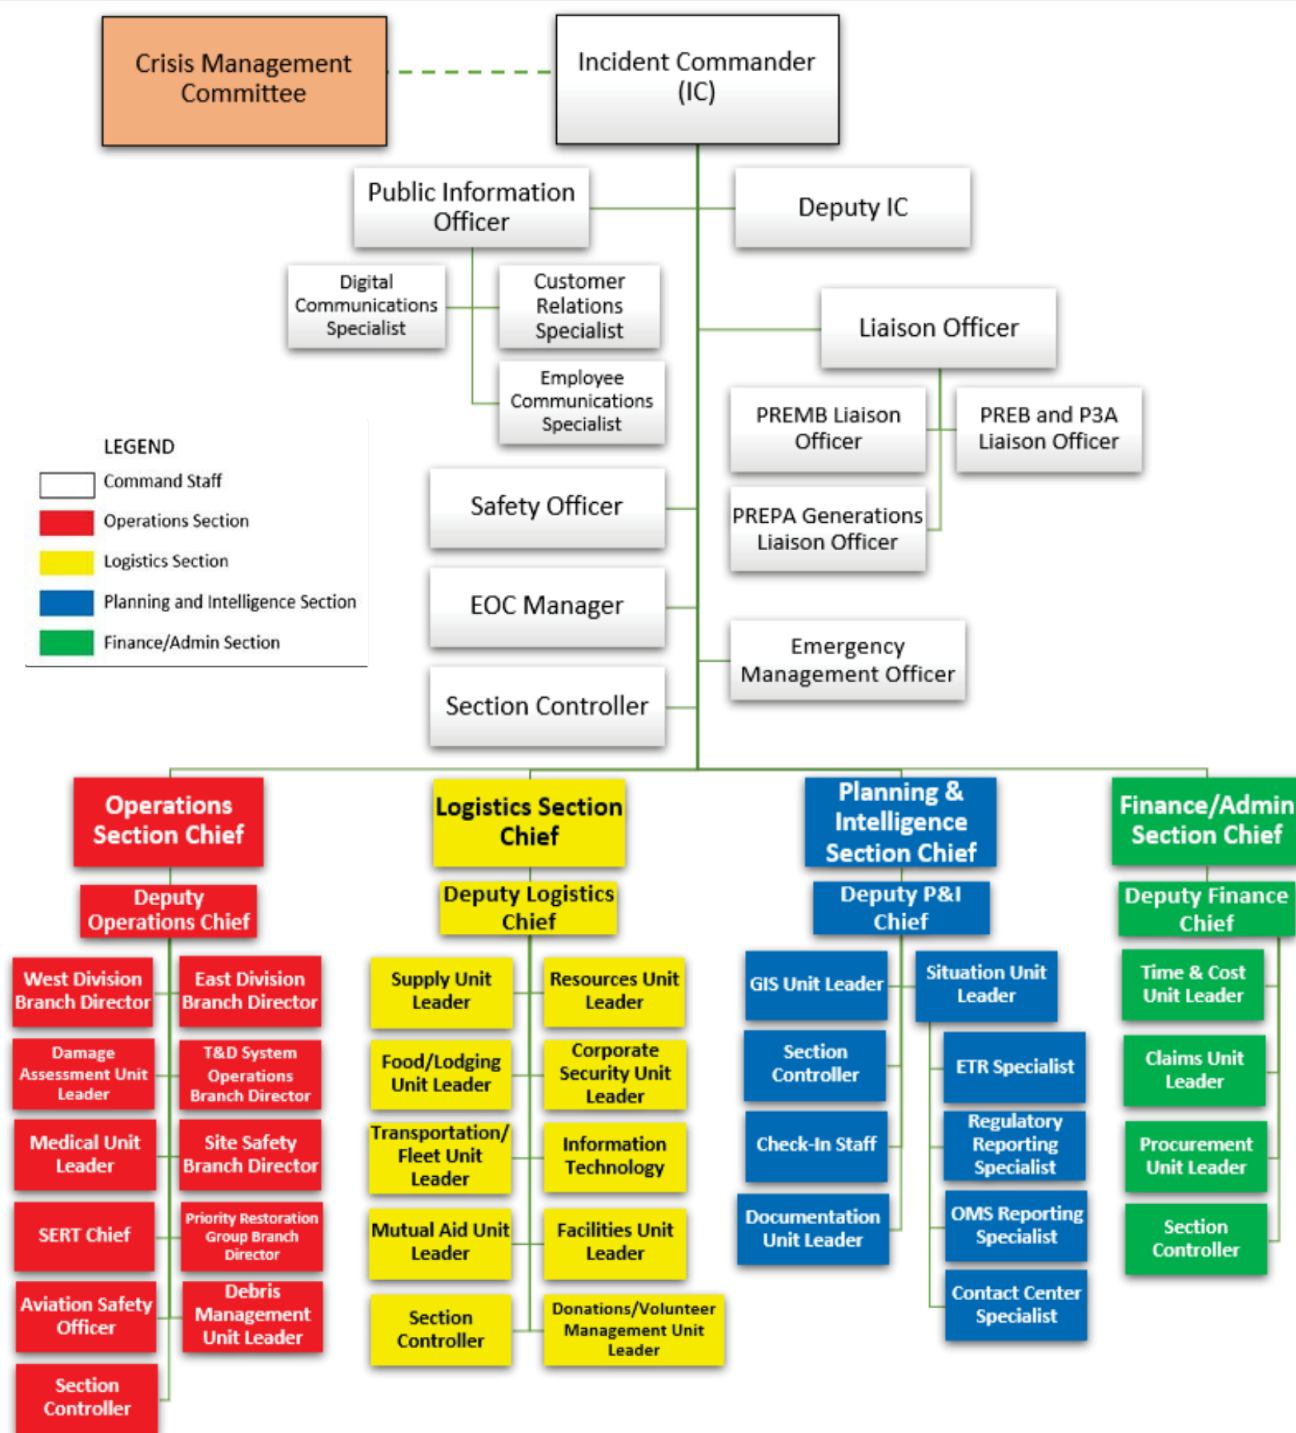 Crisis Management
Committee
Incident Commander
(IC)
Public Information
Officer
Deputy IC
Digital
Communications
Specialist
Customer
Relations
Specialist
Employee
Communications
Specialist
Liaison Officer
PREMB Liaison
Officer
PREB and P3A
Liaison Officer
PREPA Generations
Liaison Officer
LEGEND
Command Staff
Operations Section
Logistics Section
Planning and Intelligence Section
Finance/Admin Section
Safety Officer
EOC Manager
Section Controller
Emergency
Management Officer
Operations
Section Chief
Deputy
Operations Chief
West Division
Branch Director
East Division
Branch Director
Damage
Assessment Unit
Leader
T&D System
Operations
Branch Director
Medical Unit
Leader
Site Safety
Branch Director
SERT Chief
Priority Restoration
Group Branch
Director
Aviation Safety
Officer
Debris
Management
Unit Leader
Section
Controller
Logistics Section
Chief
Deputy Logistics
Chief
Supply Unit
Leader
Resources Unit
Leader
Food/Lodging
Unit Leader
Corporate
Security Unit
Leader
Transportation/
Fleet Unit
Leader
Information
Technology
Mutual Aid Unit
Leader
Facilities Unit
Leader
Section
Controller
Donations/Volunteer
Management Unit
Leader
Planning &
Intelligence
Section Chief
Deputy P&I
Chief
GIS Unit Leader
Situation Unit
Leader
Section
Controller
ETR Specialist
Check-In Staff
Regulatory
Reporting
Specialist
Documentation
Unit Leader
OMS Reporting
Specialist
Contact Center
Specialist
Finance/Admin
Section Chief
Deputy Finance
Chief
Time & Cost
Unit Leader
Claims Unit
Leader
Procurement
Unit Leader
Section
Controller